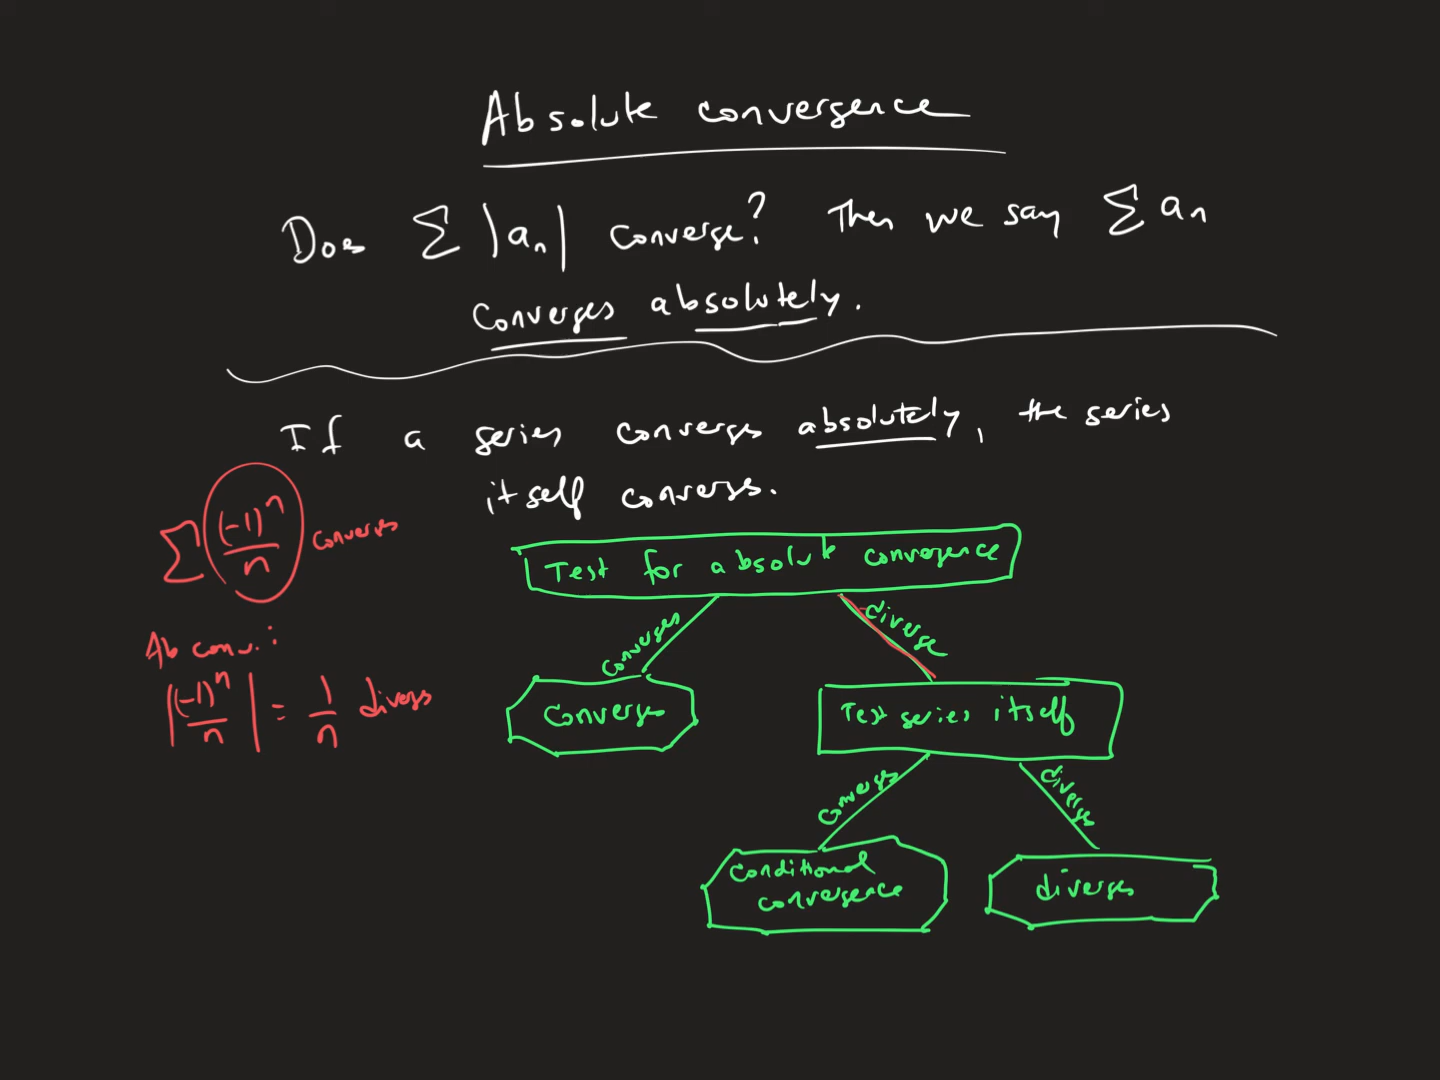 Absolute convergence
Does Σ |aₙ| converge? Then we say Σ aₙ
converges absolutely.
If a series converges absolutely, the series
itself converges.
Σ (-1)ⁿ/n converges
Ab conv.:
|(-1)ⁿ/n| = 1/n diverges
Test for absolute convergence
converges
diverse
Converges
Test series itself
converges
diverges
conditional
convergence
diverges